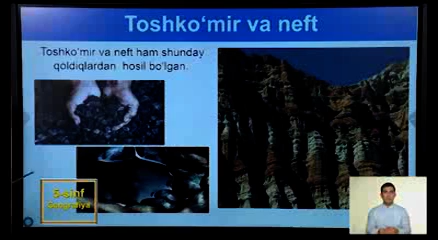 Toshko‘mir va neft
Toshko‘mir va neft ham shunday
qoldiqlardan hosil bo‘lgan.
5-sinf
Geografiya